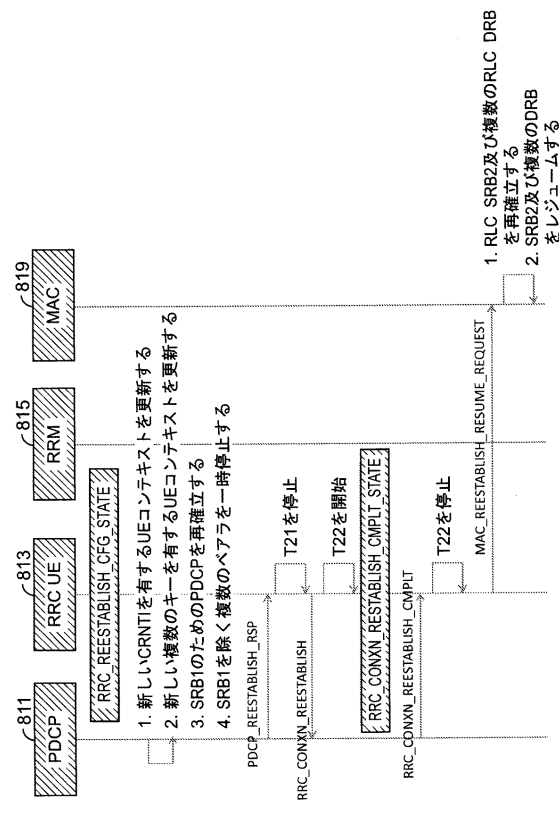 811
PDCP
813
RRC UE
815
RRM
819
MAC
RRC_REESTABLISH_CFG_STATE
1. 新しいCRNTIを有するUEコンテキストを更新する
2. 新しい複数のキーを有するUEコンテキストを更新する
3. SRB1のためのPDCPを再確立する
4. SRB1を除く複数のベアラを一時停止する
PDCP_REESTABLISH_RSP
T21を停止
RRC_CONXN_REESTABLISH
T22を開始
RRC_CONXN_RESTABLISH_CMPLT_STATE
RRC_CONXN_REESTABLISH_CMPLT
T22を停止
MAC_REESTABLISH_RESUME_REQUEST
1. RLC SRB2及び複数のRLC DRB
を再確立する
2. SRB2及び複数のDRB
をレジュームする